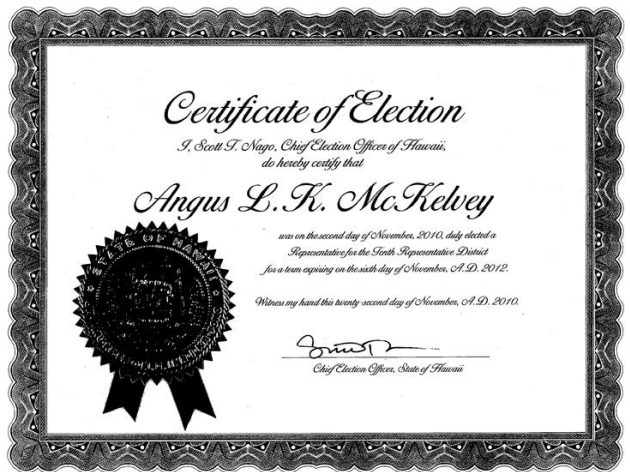 Certificate of Election
I, Scott T. Nago, Chief Election Officer of Hawaii,
do hereby certify that
Angus L. K. McKelvey
was on the second day of November, 2010, duly elected a
Representative for the Tenth Representative District
for a term expiring on the sixth day of November, A.D. 2012.
Witness my hand this twenty-second day of November, A.D. 2010.
Chief Election Officer, State of Hawaii
STATE OF HAWAII